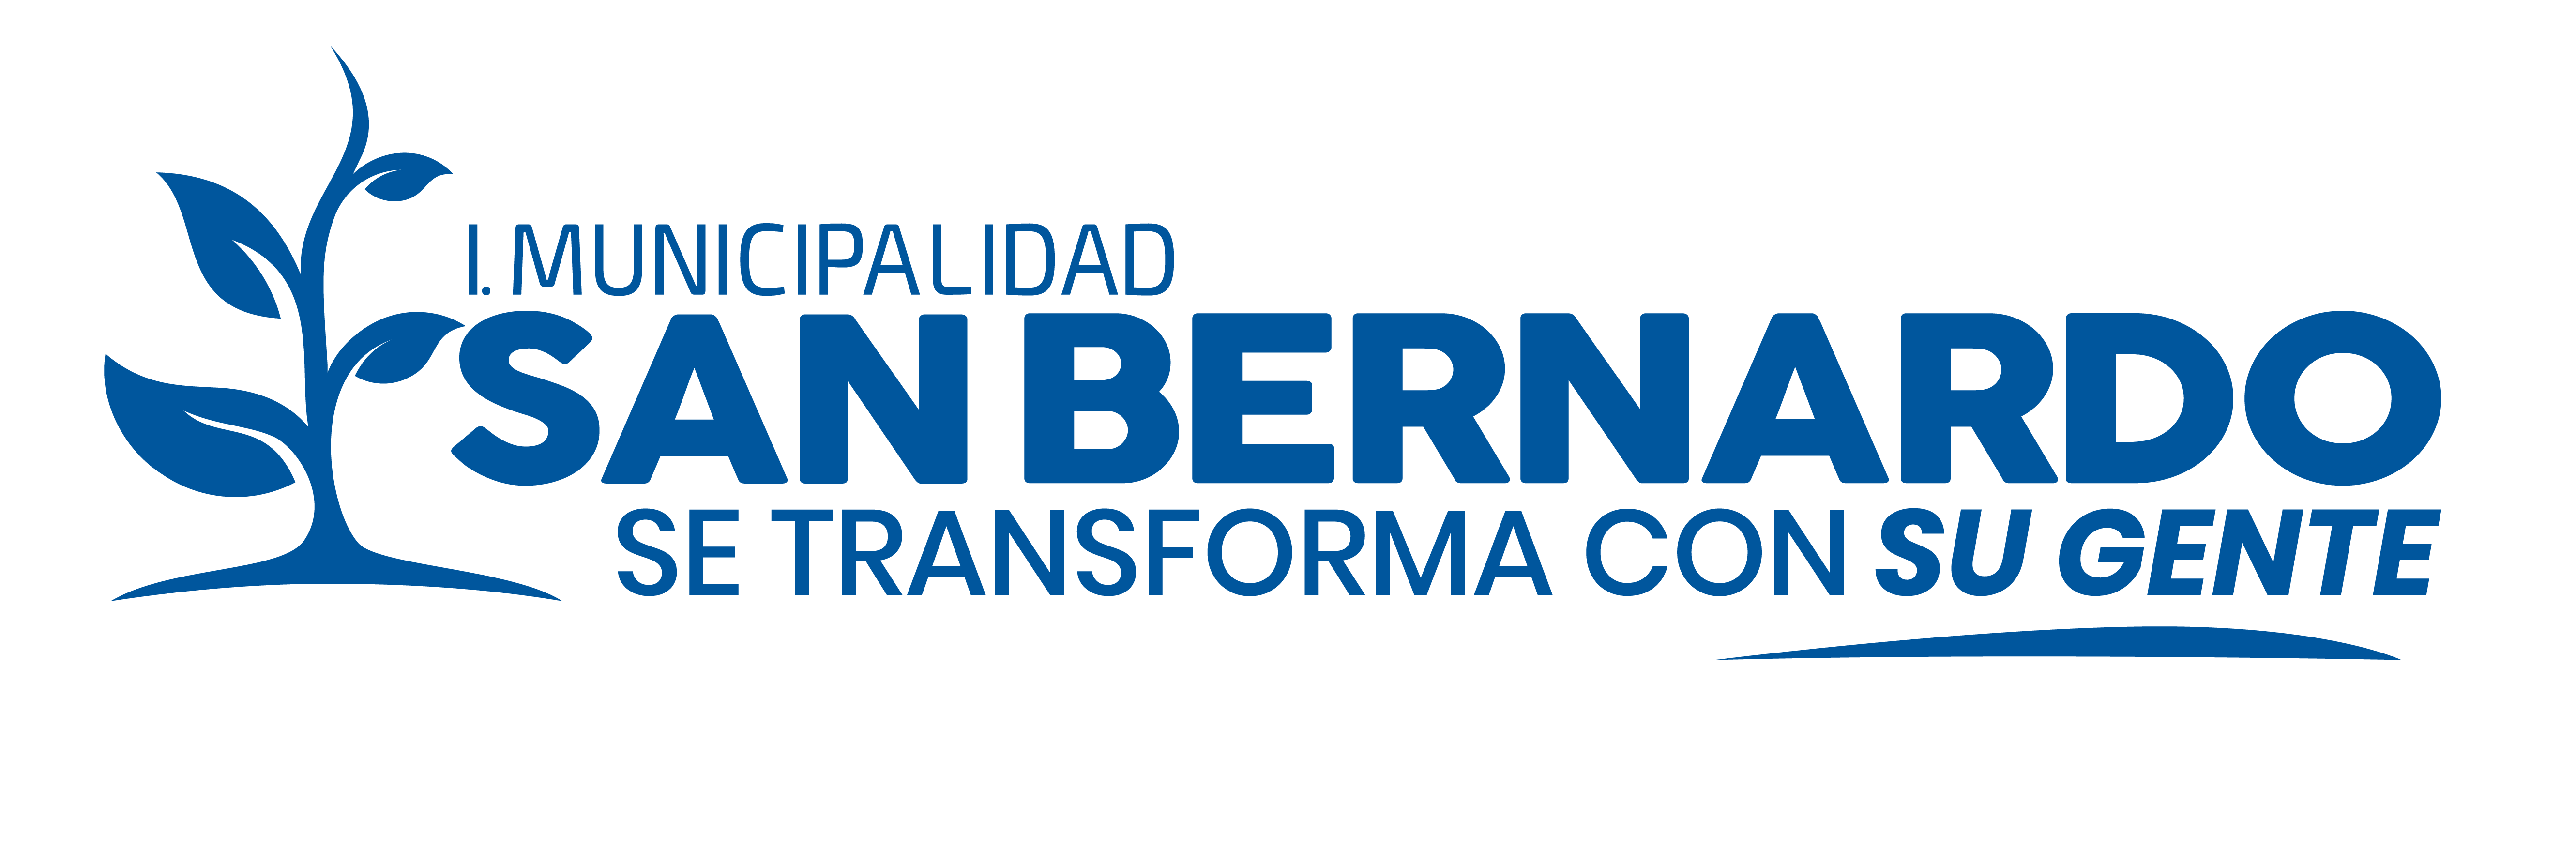 I. MUNICIPALIDAD
SAN BERNARDO
SE TRANSFORMA CON SU GENTE